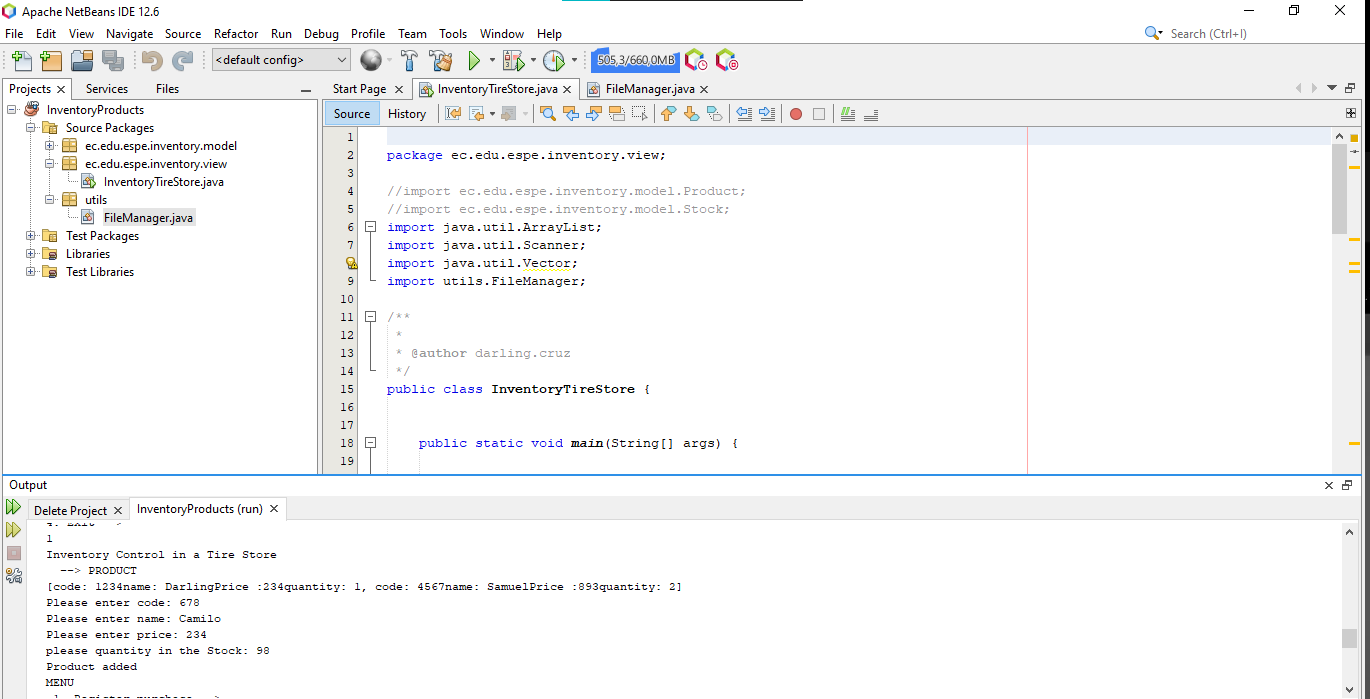 Apache NetBeans IDE 12.6
File Edit View Navigate Source Refactor Run Debug Profile Team Tools Window Help
Search (Ctrl+I)
<default config>
505,3/660,0MB
Projects Services Files
Start Page InventoryTireStore.java FileManager.java
InventoryProducts
Source Packages
ec.edu.espe.inventory.model
ec.edu.espe.inventory.view
InventoryTireStore.java
utils
FileManager.java
Test Packages
Libraries
Test Libraries
Source History
1
2 package ec.edu.espe.inventory.view;
3
4 //import ec.edu.espe.inventory.model.Product;
5 //import ec.edu.espe.inventory.model.Stock;
6 import java.util.ArrayList;
7 import java.util.Scanner;
import java.util.Vector;
9 import utils.FileManager;
10
11 /**
12 *
13 * @author darling.cruz
14 */
15 public class InventoryTireStore {
16
17
18 public static void main(String[] args) {
19
Output
Delete Project InventoryProducts (run)
4. Exit
1
Inventory Control in a Tire Store
--> PRODUCT
[code: 1234name: DarlingPrice :234quantity: 1, code: 4567name: SamuelPrice :893quantity: 2]
Please enter code: 678
Please enter name: Camilo
Please enter price: 234
please quantity in the Stock: 98
Product added
MENU
1. Register purchase